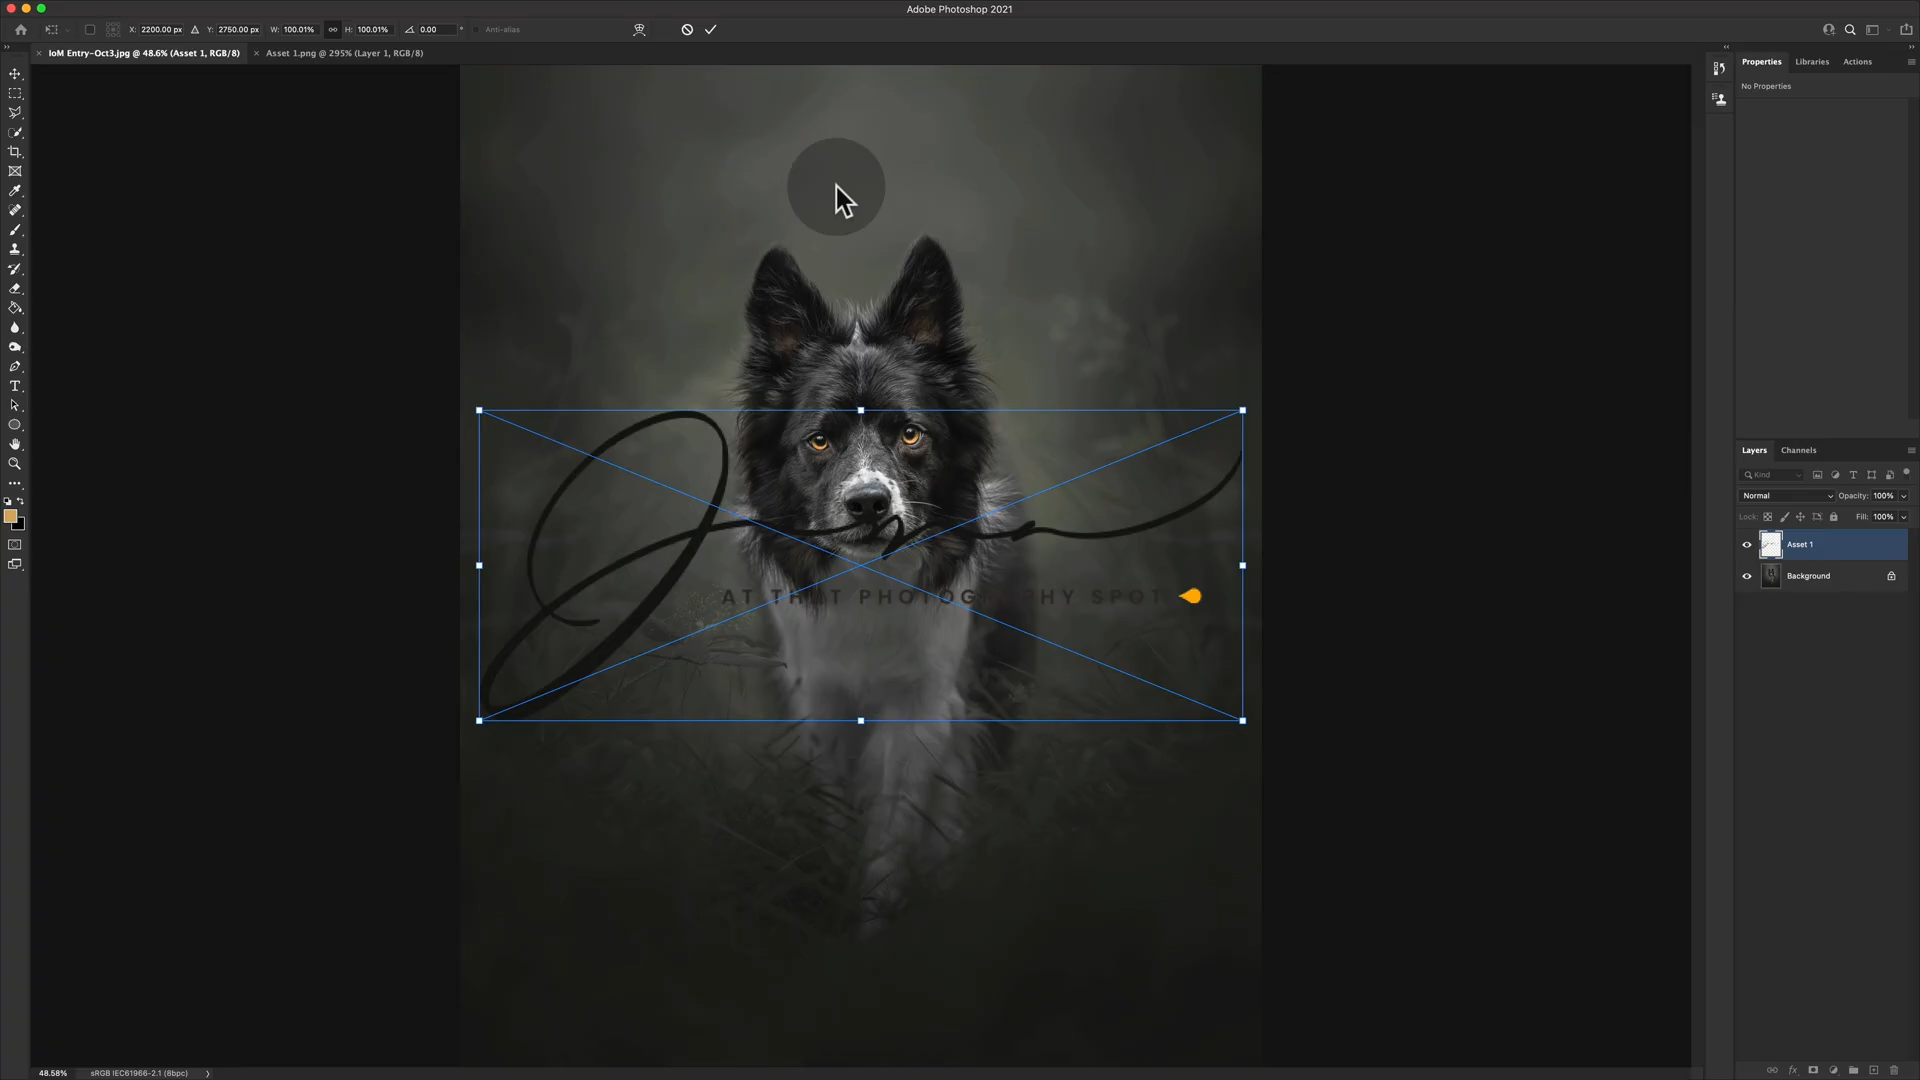 Adobe Photoshop 2021
X: 2200.00 px Y: 2750.00 px W: 100.01% H: 100.01% 0.00 ° Anti-alias
IoM Entry-Oct3.jpg @ 48.6% (Asset 1, RGB/8) Asset 1.png @ 295% (Layer 1, RGB/8)
Properties Libraries Actions
No Properties
AT THAT PHOTOGRAPHY SPOT
Layers Channels
Kind
Normal Opacity: 100%
Lock: Fill: 100%
Asset 1
Background
48.58% sRGB IEC61966-2.1 (8bpc)